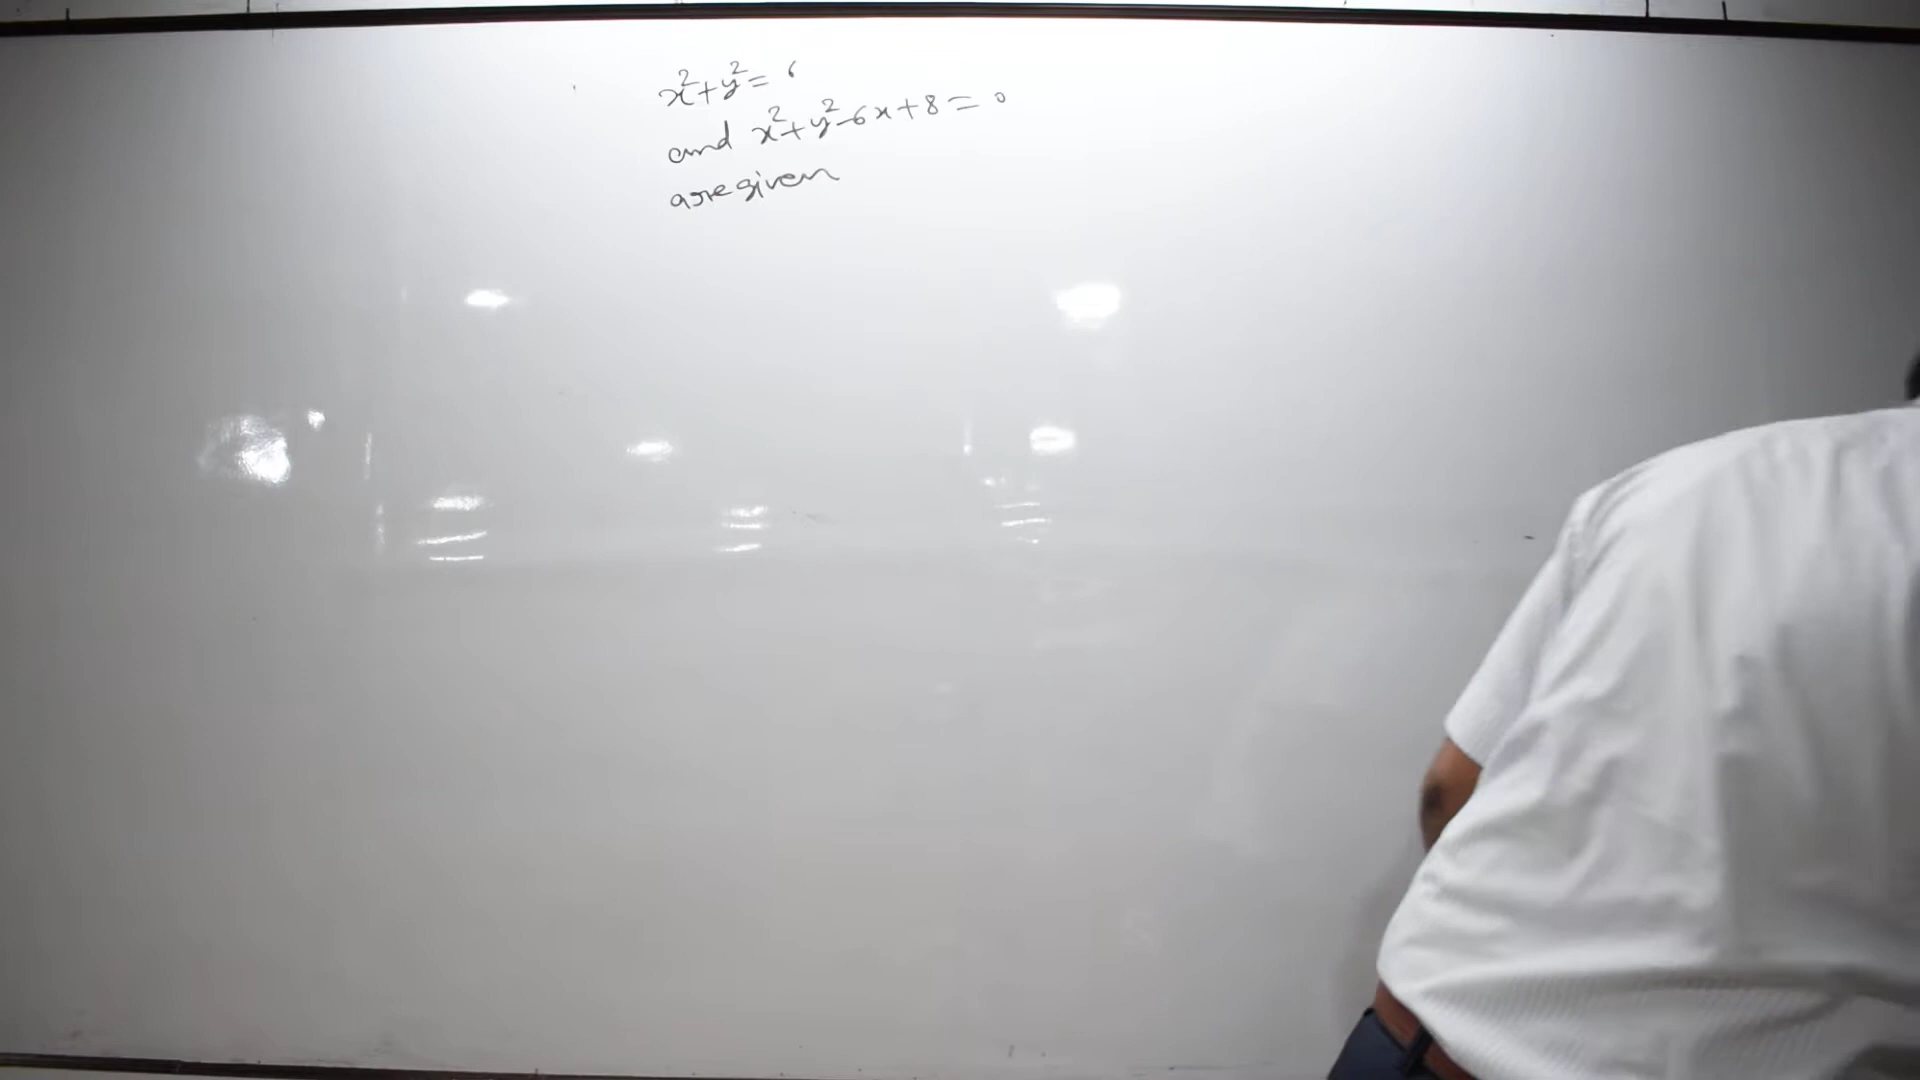 x²+y²= 6
and x²+y²-6x+8=0
are given